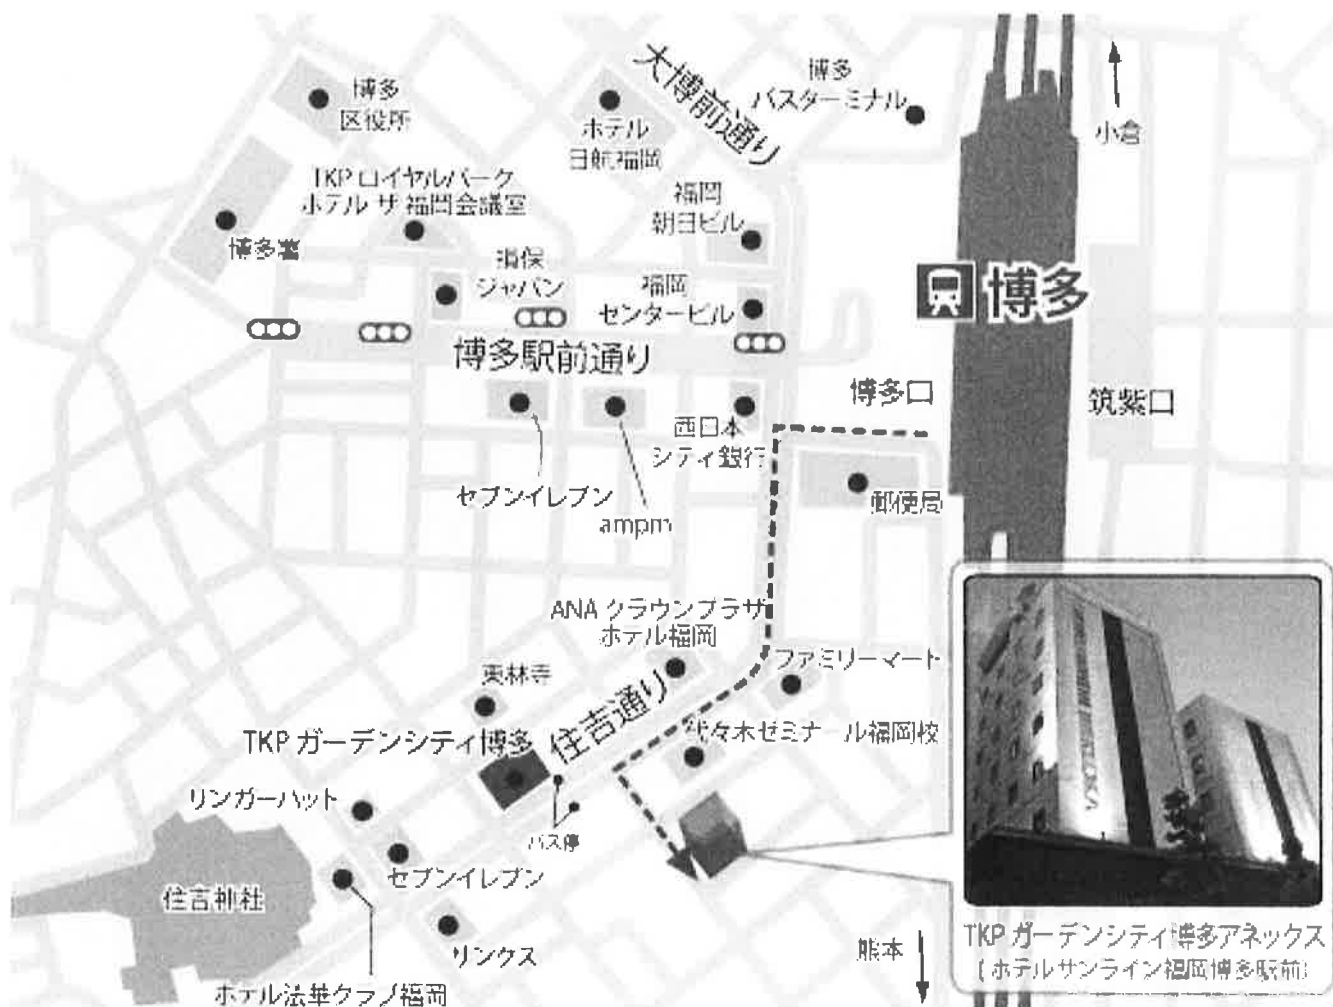 博多
区役所
大博前通り
ホテル
日航福岡
博多
バスターミナル
小倉
TKP ロイヤルパーク
ホテル ザ 福岡会議室
博多署
福岡
朝日ビル
損保
ジャパン
福岡
センタービル
博多
博多駅前通り
博多口
筑紫口
西日本
シティ銀行
セブンイレブン
ampm
郵便局
ANA クラウンプラザ
ホテル福岡
ファミリーマート
東林寺
住吉通り
代々木ゼミナール福岡校
TKP ガーデンシティ博多
リンガーハット
バス停
セブンイレブン
住吉神社
リンクス
ホテル法華クラブ福岡
熊本
TKP ガーデンシティ博多アネックス
(ホテルサンライン福岡博多駅前)